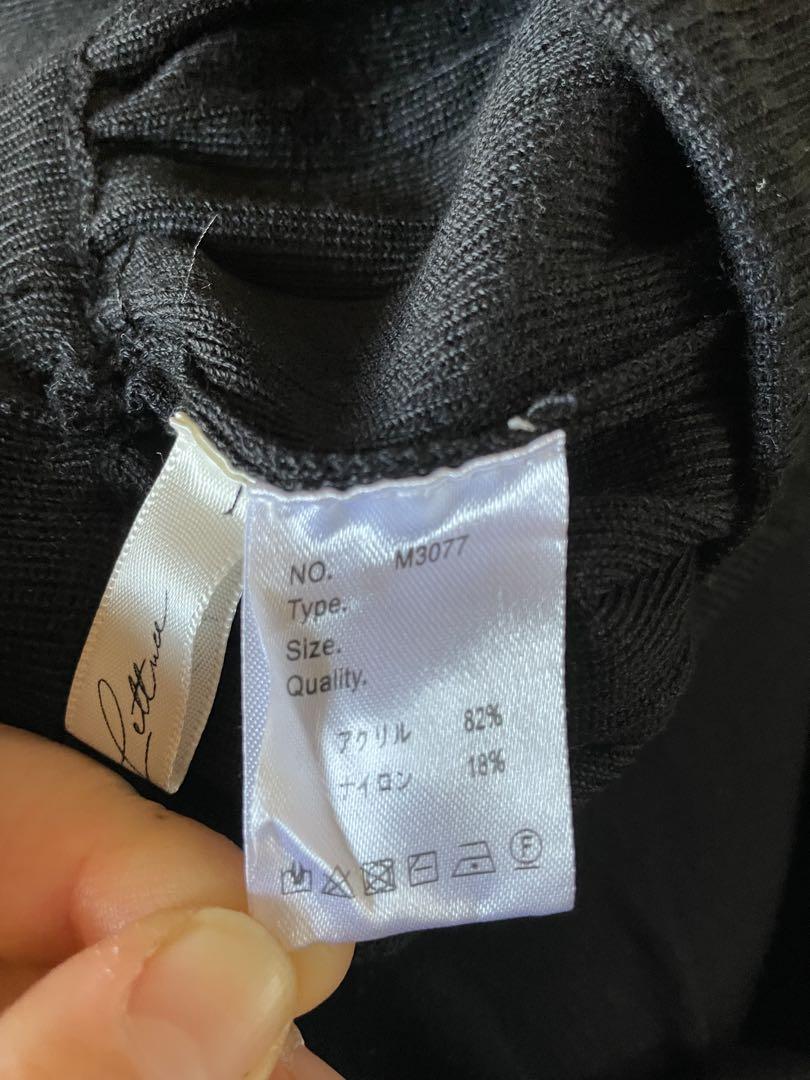 NO. M3077
Type.
Size.
Quality.
アクリル 82%
ナイロン 18%
F